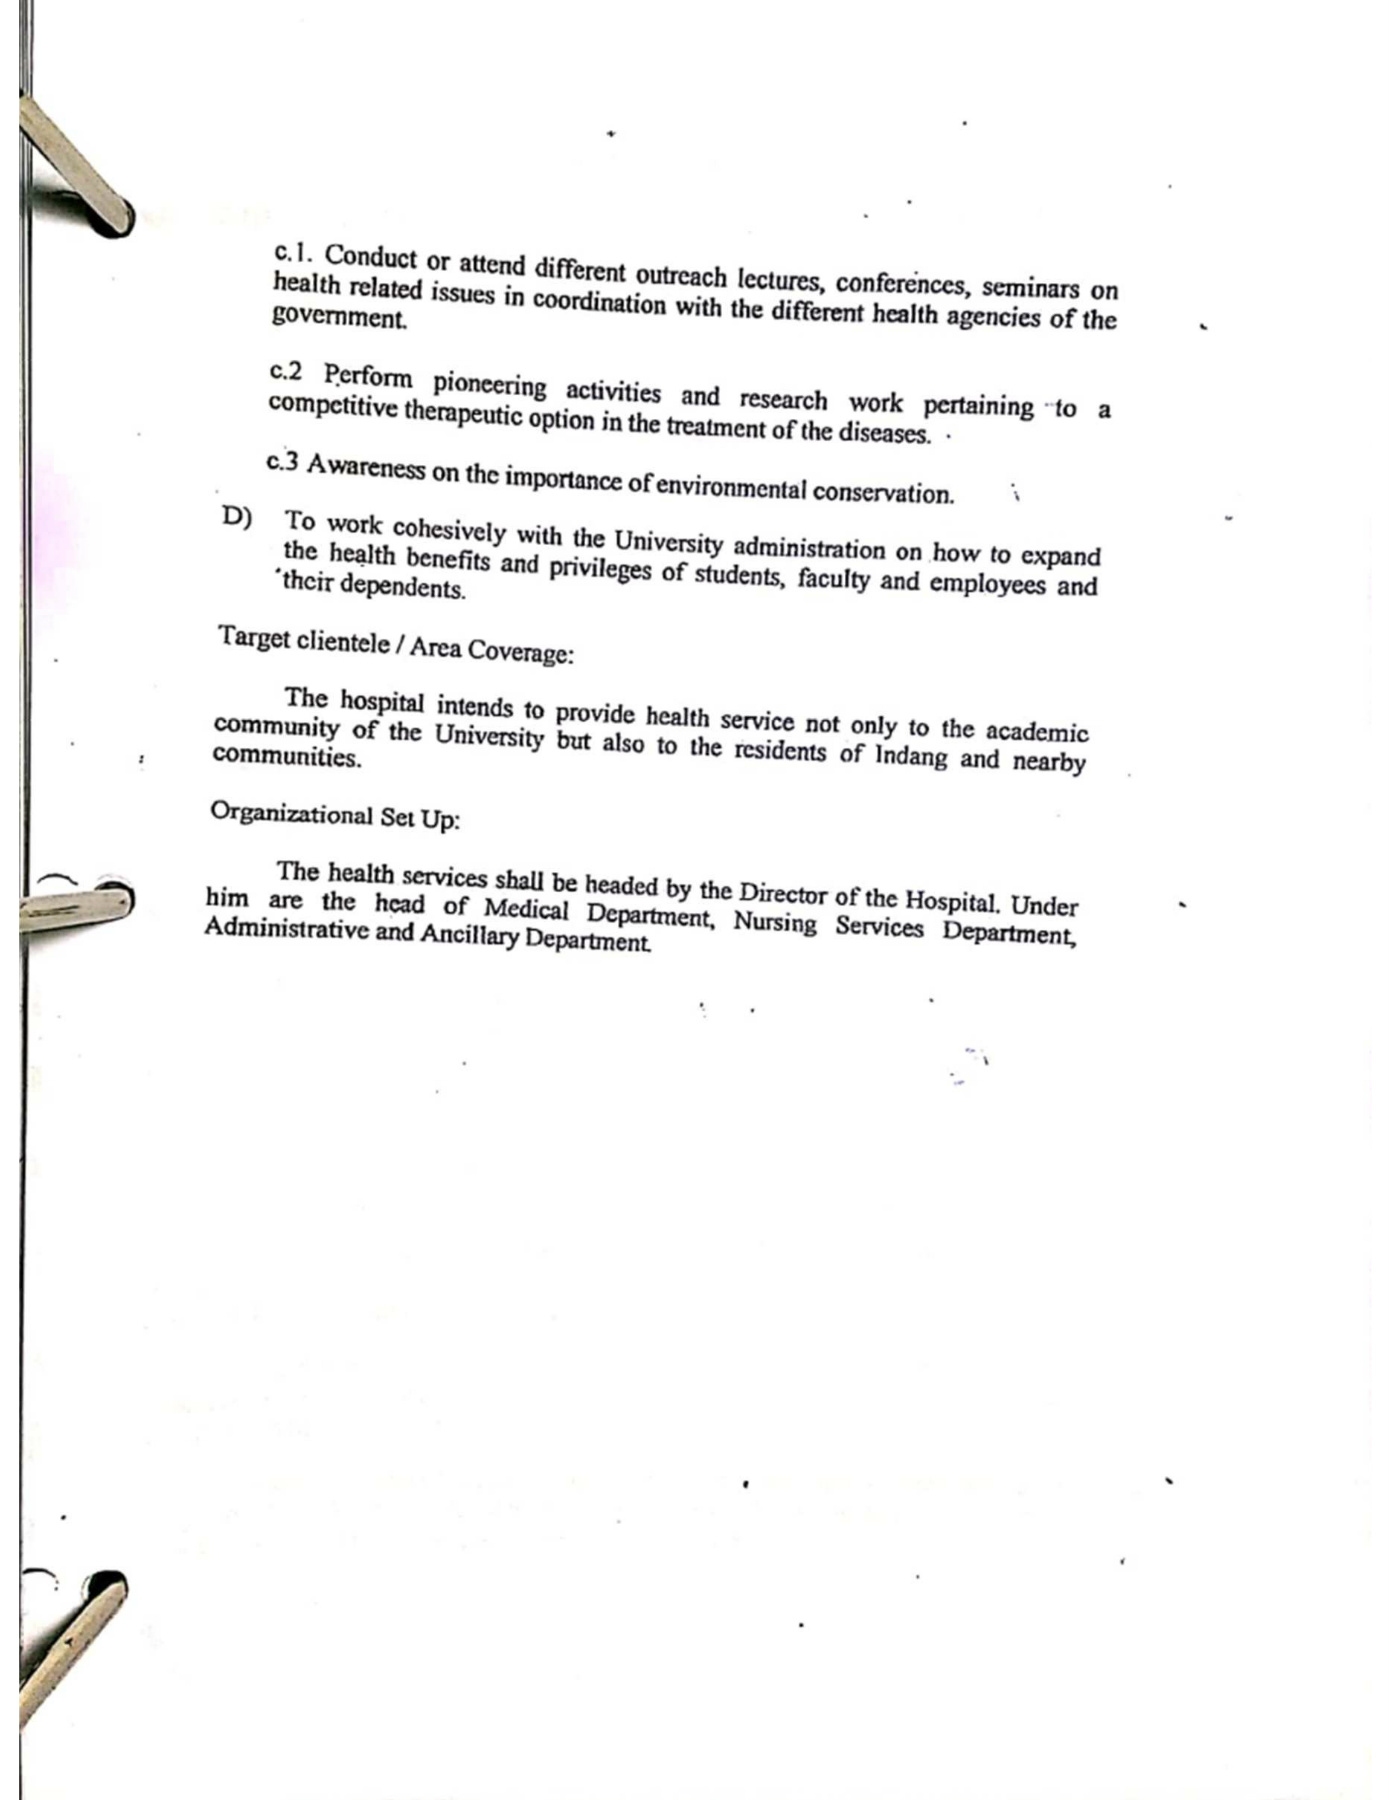 c.1. Conduct or attend different outreach lectures, conferences, seminars on
health related issues in coordination with the different health agencies of the
government.
c.2 Perform pioneering activities and research work pertaining to a
competitive therapeutic option in the treatment of the diseases.
c.3 Awareness on the importance of environmental conservation.
D) To work cohesively with the University administration on how to expand
the health benefits and privileges of students, faculty and employees and
their dependents.
Target clientele / Area Coverage:
The hospital intends to provide health service not only to the academic
community of the University but also to the residents of Indang and nearby
communities.
Organizational Set Up:
The health services shall be headed by the Director of the Hospital. Under
him are the head of Medical Department, Nursing Services Department,
Administrative and Ancillary Department.